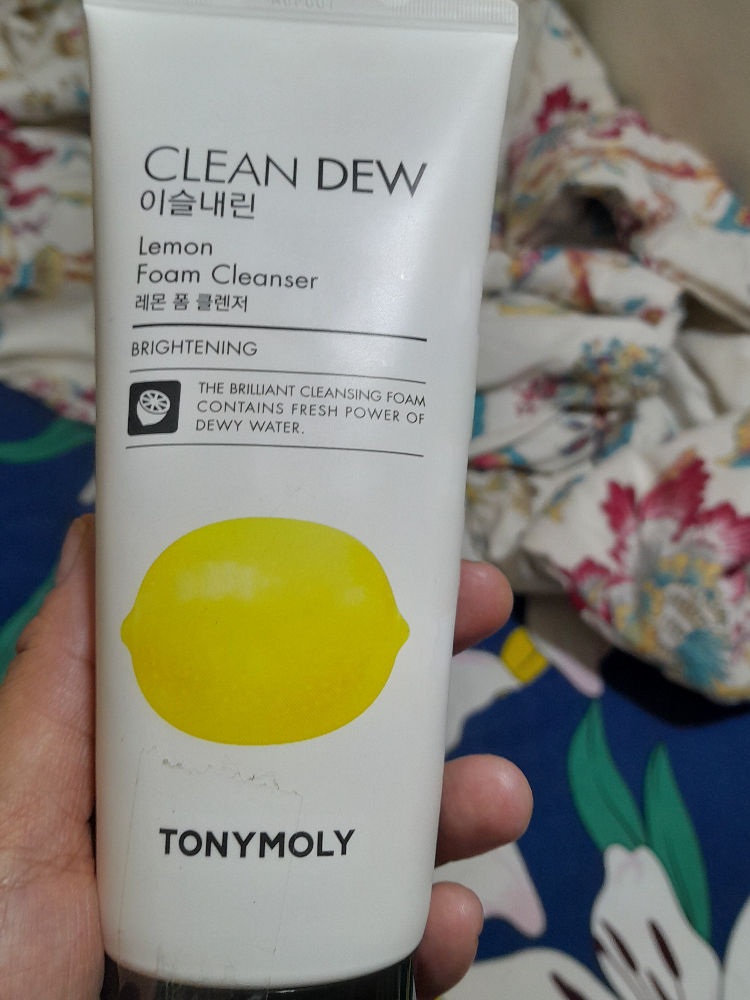 CLEAN DEW
이슬내린
Lemon
Foam Cleanser
레몬 폼 클렌저
BRIGHTENING
THE BRILLIANT CLEANSING FOAM
CONTAINS FRESH POWER OF
DEWY WATER.
TONYMOLY